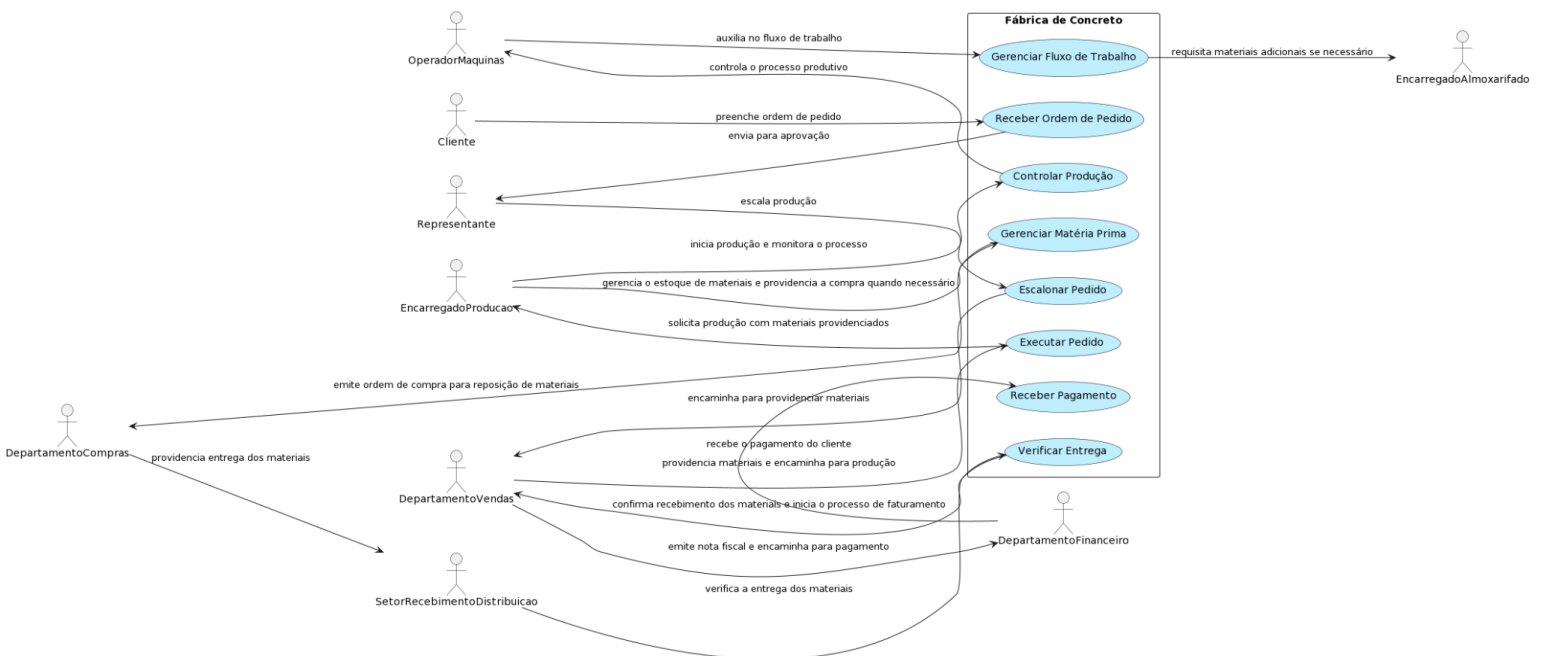 Fábrica de Concreto
auxilia no fluxo de trabalho
Gerenciar Fluxo de Trabalho
requisita materiais adicionais se necessário
OperadorMaquinas
controla o processo produtivo
EncarregadoAlmoxarifado
preenche ordem de pedido
Receber Ordem de Pedido
Cliente
envia para aprovação
Controlar Produção
escala produção
Representante
Gerenciar Matéria Prima
inicia produção e monitora o processo
gerencia o estoque de materiais e providencia a compra quando necessário
Escalonar Pedido
EncarregadoProducao
solicita produção com materiais providenciados
Executar Pedido
emite ordem de compra para reposição de materiais
encaminha para providenciar materiais
Receber Pagamento
recebe o pagamento do cliente
DepartamentoCompras
providencia entrega dos materiais
providencia materiais e encaminha para produção
Verificar Entrega
DepartamentoVendas
confirma recebimento dos materiais e inicia o processo de faturamento
emite nota fiscal e encaminha para pagamento
DepartamentoFinanceiro
verifica a entrega dos materiais
SetorRecebimentoDistribuicao